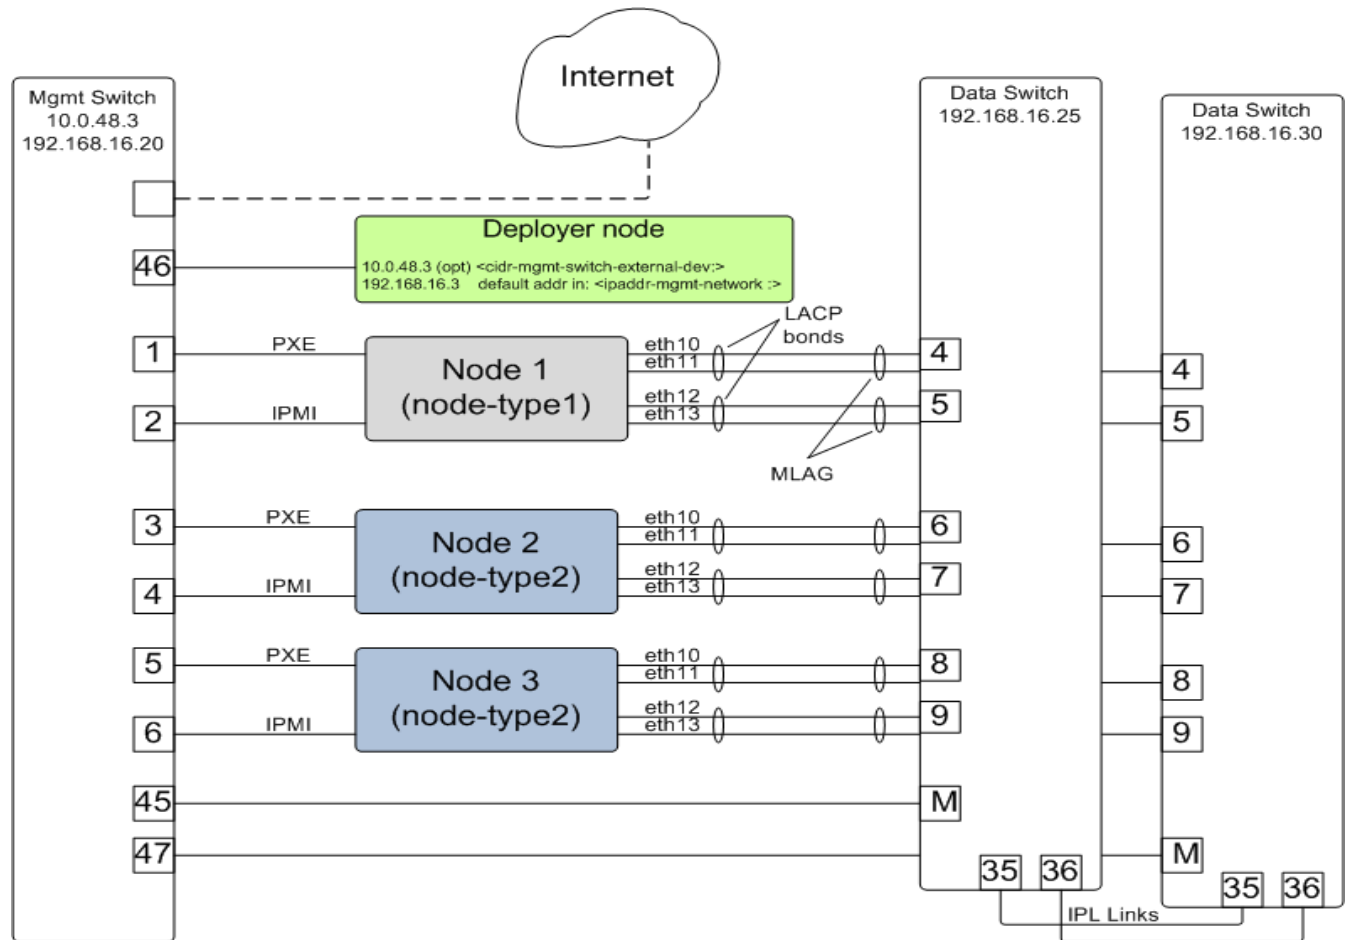 Internet
Mgmt Switch
10.0.48.3
192.168.16.20
Data Switch
192.168.16.25
Data Switch
192.168.16.30
Deployer node
10.0.48.3 (opt) <cidr-mgmt-switch-external-dev:>
192.168.16.3 default addr in: <ipaddr-mgmt-network :>
46
LACP
bonds
1
PXE
Node 1
(node-type1)
eth10
eth11
4
4
2
IPMI
eth12
eth13
5
5
MLAG
3
PXE
Node 2
(node-type2)
eth10
eth11
6
6
4
IPMI
eth12
eth13
7
7
5
PXE
Node 3
(node-type2)
eth10
eth11
8
8
6
IPMI
eth12
eth13
9
9
45
M
47
M
35
36
35
36
IPL Links